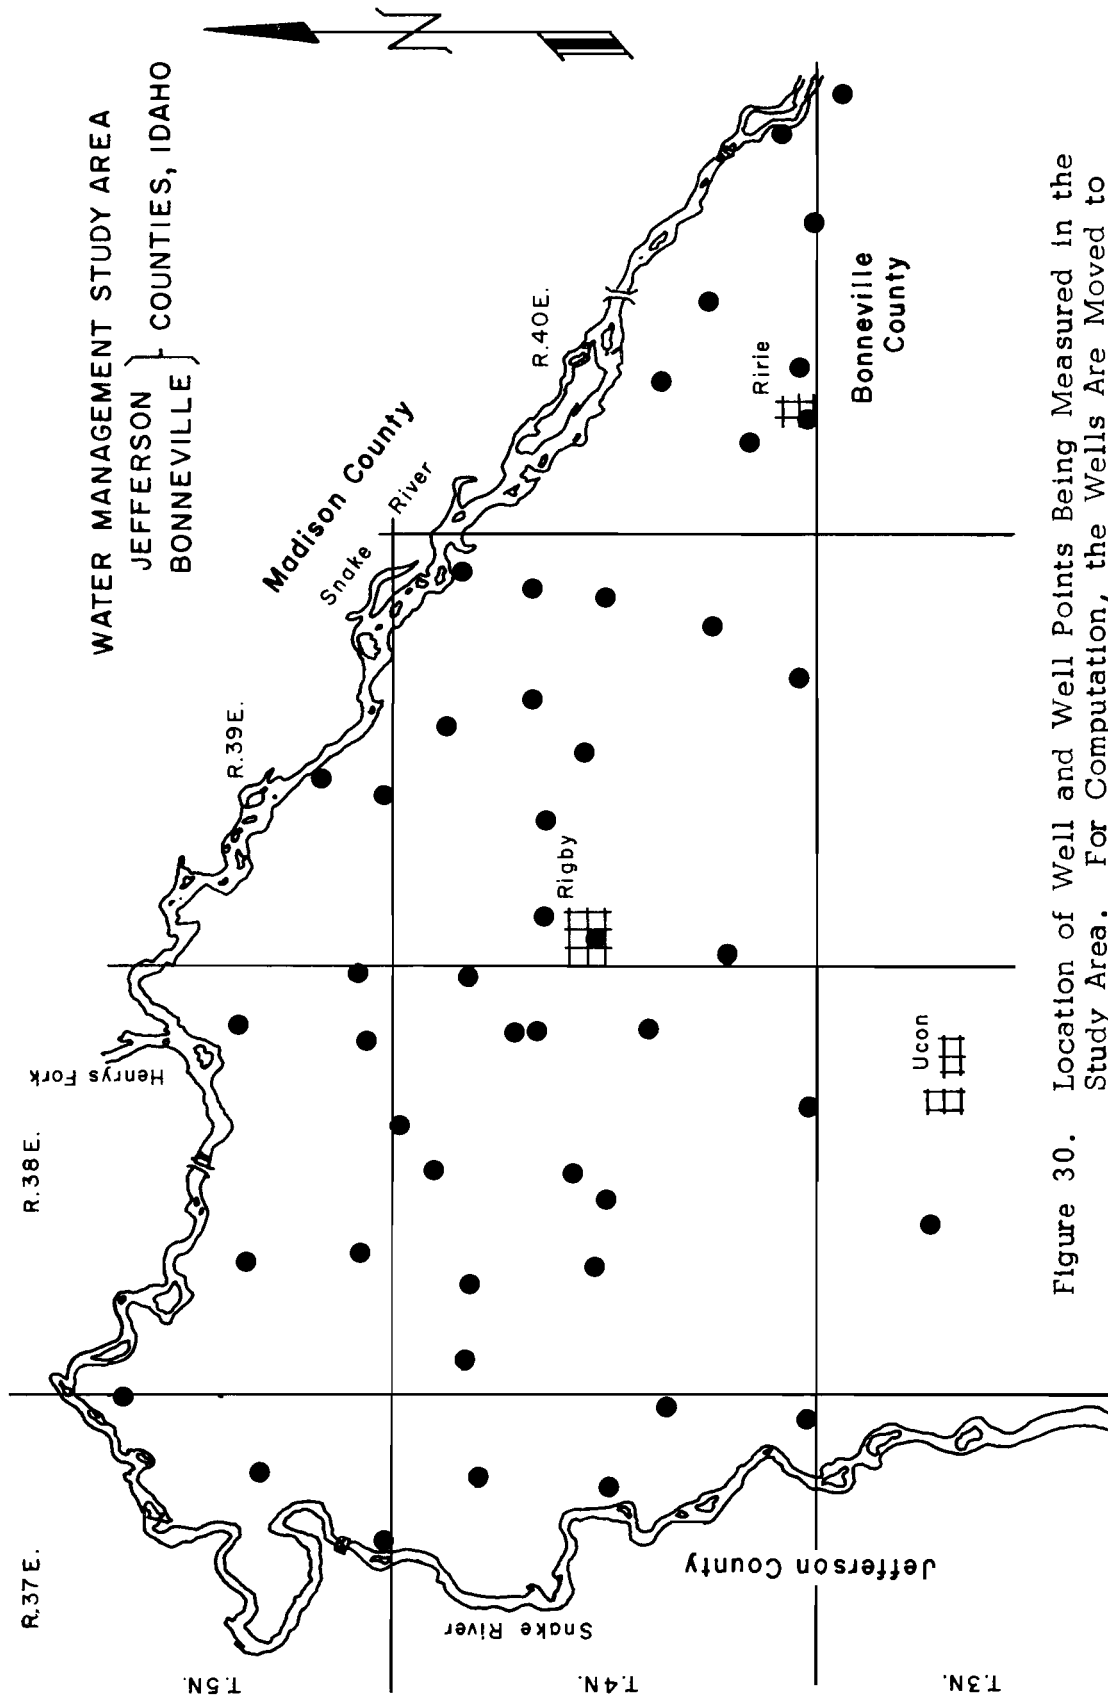 WATER MANAGEMENT STUDY AREA
JEFFERSON
BONNEVILLE
COUNTIES, IDAHO
N
R.37E.
R.38E.
R.39E.
R.40E.
Henrys Fork
Madison County
Snake
River
T.5N.
T.4N.
T.3N.
Snake River
Jefferson County
Rigby
Ririe
Ucon
Bonneville
County
Figure 30. Location of Well and Well Points Being Measured in the
Study Area. For Computation, the Wells Are Moved to